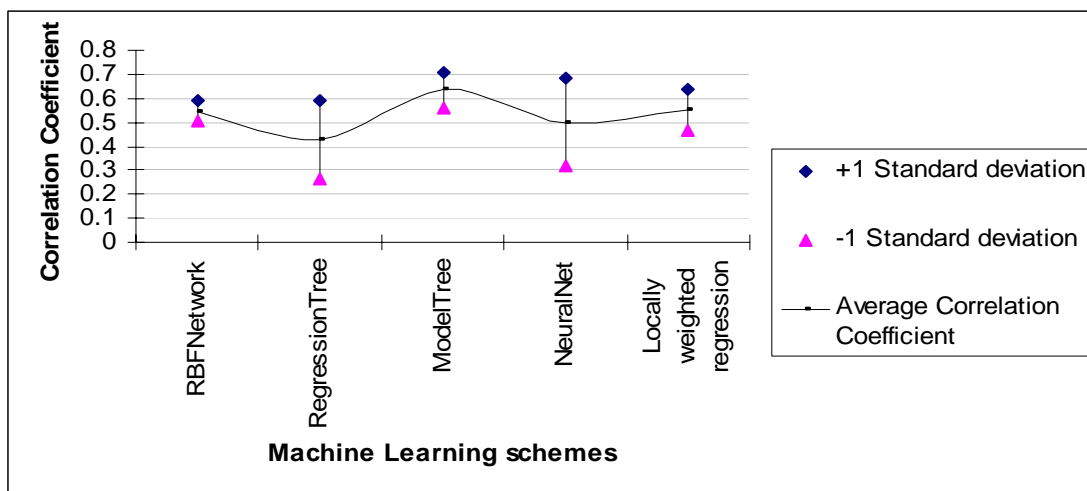 Correlation Coefficient
0.8
0.7
0.6
0.5
0.4
0.3
0.2
0.1
0
RBFNetwork
RegressionTree
ModelTree
NeuralNet
Locally
weighted
regression
Machine Learning schemes
+1 Standard deviation
-1 Standard deviation
Average Correlation
Coefficient